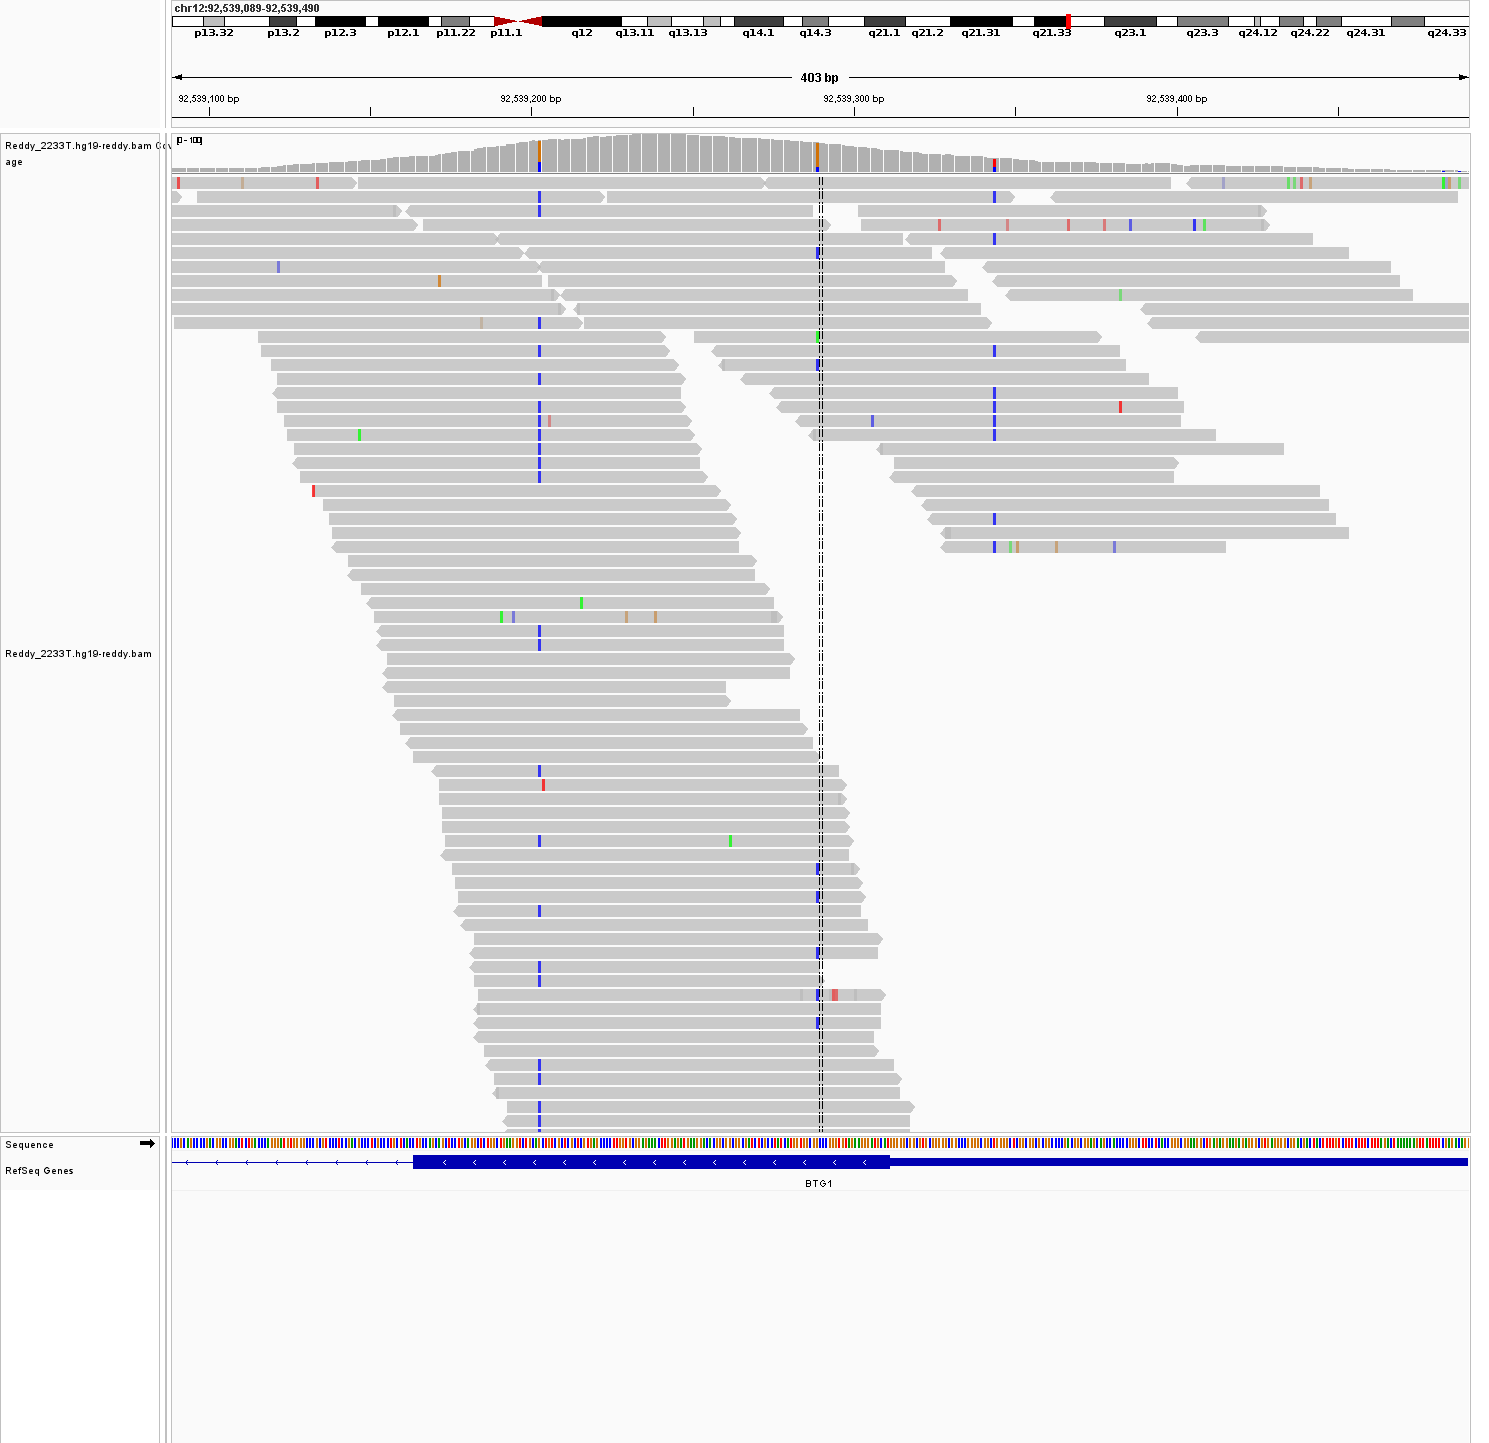 chr12:92,539,089-92,539,490
p13.32 p13.2 p12.3 p12.1 p11.22 p11.1 q12 q13.11 q13.13 q14.1 q14.3 q21.1 q21.2 q21.31 q21.33 q23.1 q23.3 q24.12 q24.22 q24.31 q24.33
403 bp
92,539,100 bp 92,539,200 bp 92,539,300 bp 92,539,400 bp
[0 - 100]
Reddy_2233T.hg19-reddy.bam Cov
age
Reddy_2233T.hg19-reddy.bam
Sequence
RefSeq Genes
BTG1